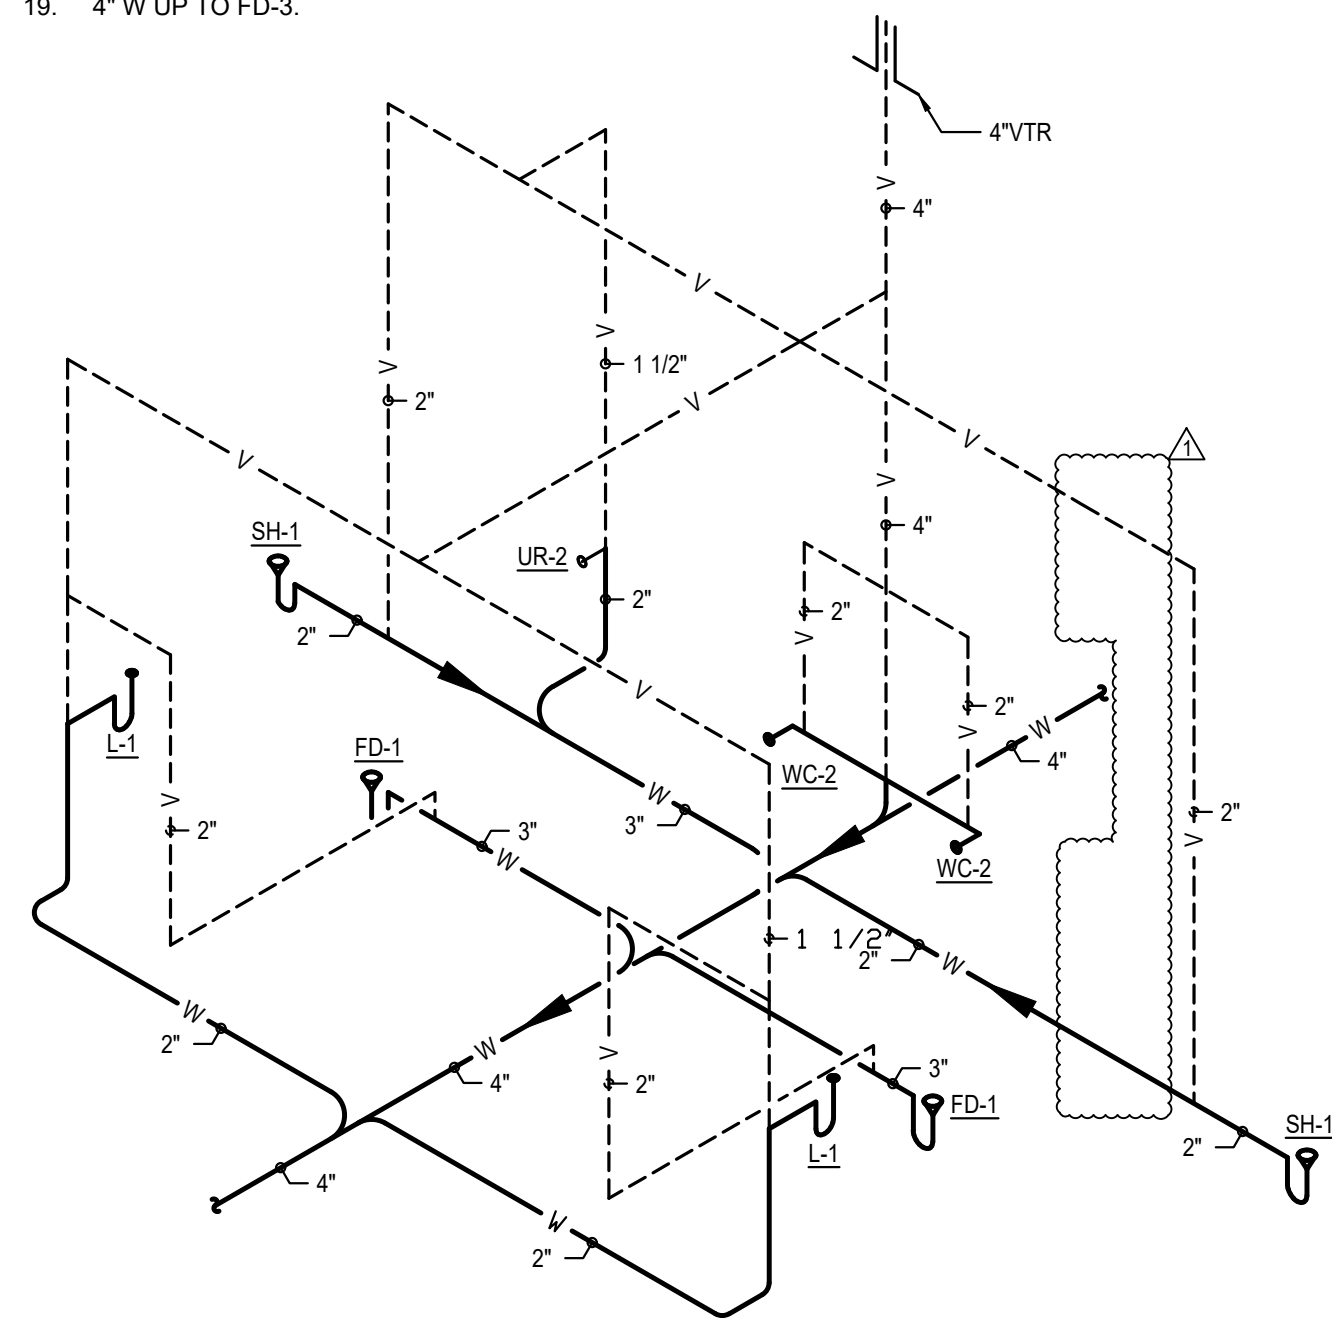 19. 4" W UP TO FD-3.
4"VTR
V
4"
V
V
1 1/2"
V
2"
V
V
V
1
V
SH-1
UR-2
V
4"
2"
2"
V
2"
V
V
2"
V
L-1
FD-1
WC-2
W
4"
W
3"
V
2"
3"
W
2"
V
WC-2
1 1/2"
2"
W
W
2"
V
2"
W
4"
3"
FD-1
L-1
2"
SH-1
4"
W
2"